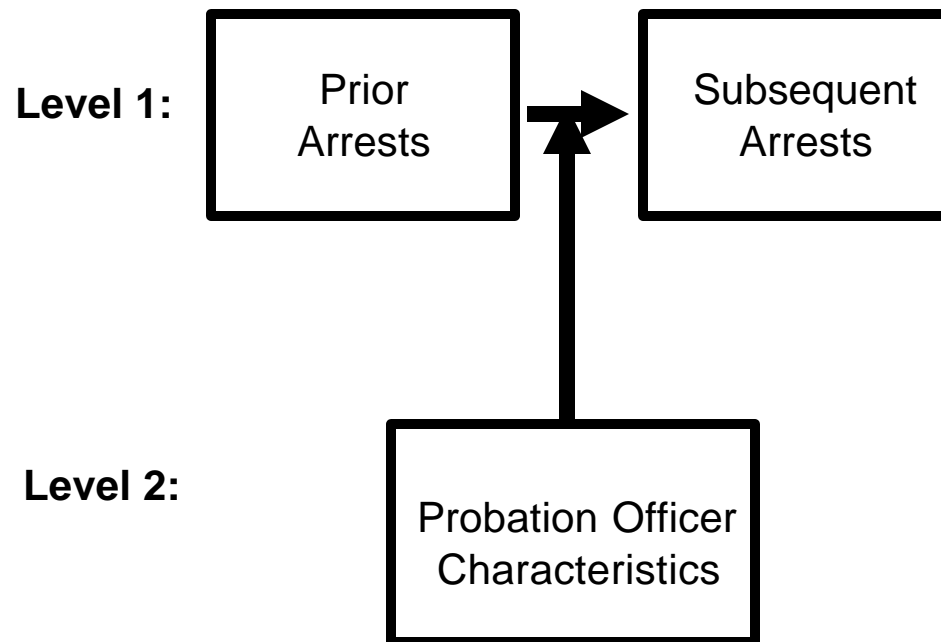 Level 1:
Prior
Arrests
Subsequent
Arrests
Level 2:
Probation Officer
Characteristics